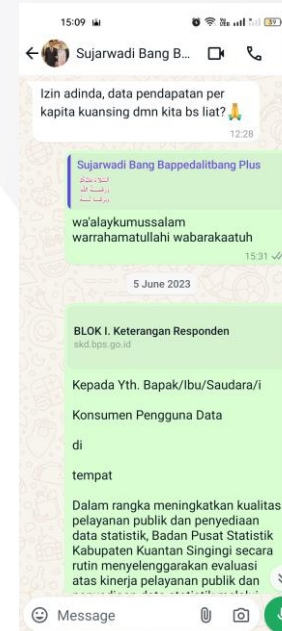 15:09
39
Sujarwadi Bang B...
Izin adinda, data pendapatan per
kapita kuansing dmn kita bs liat?🙏
12:28
Sujarwadi Bang Bappedalitbang Plus
wa'alaykumussalam
warrahamatullahi wabarakaatuh
15:31
5 June 2023
BLOK I. Keterangan Responden
skd.bps.go.id
Kepada Yth. Bapak/Ibu/Saudara/i
Konsumen Pengguna Data
di
tempat
Dalam rangka meningkatkan kualitas
pelayanan publik dan penyediaan
data statistik, Badan Pusat Statistik
Kabupaten Kuantan Singingi secara
rutin menyelenggarakan evaluasi
atas kinerja pelayanan publik dan
Message